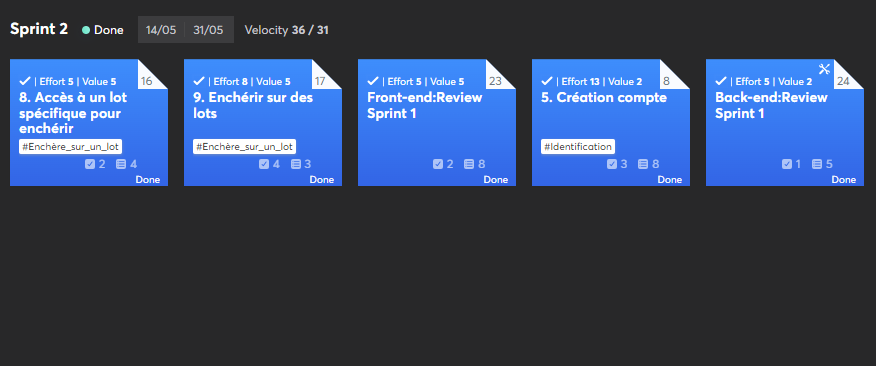 Sprint 2 Done 14/05 31/05 Velocity 36 / 31
| Effort 5 | Value 5 16
8. Accès à un lot
spécifique pour
enchérir
#Enchère_sur_un_lot
2 4
Done
| Effort 8 | Value 5 17
9. Enchérir sur des
lots
#Enchère_sur_un_lot
4 3
Done
| Effort 5 | Value 5 23
Front-end:Review
Sprint 1
2 8
Done
| Effort 13 | Value 2 8
5. Création compte
#Identification
3 8
Done
| Effort 5 | Value 2 24
Back-end:Review
Sprint 1
1 5
Done